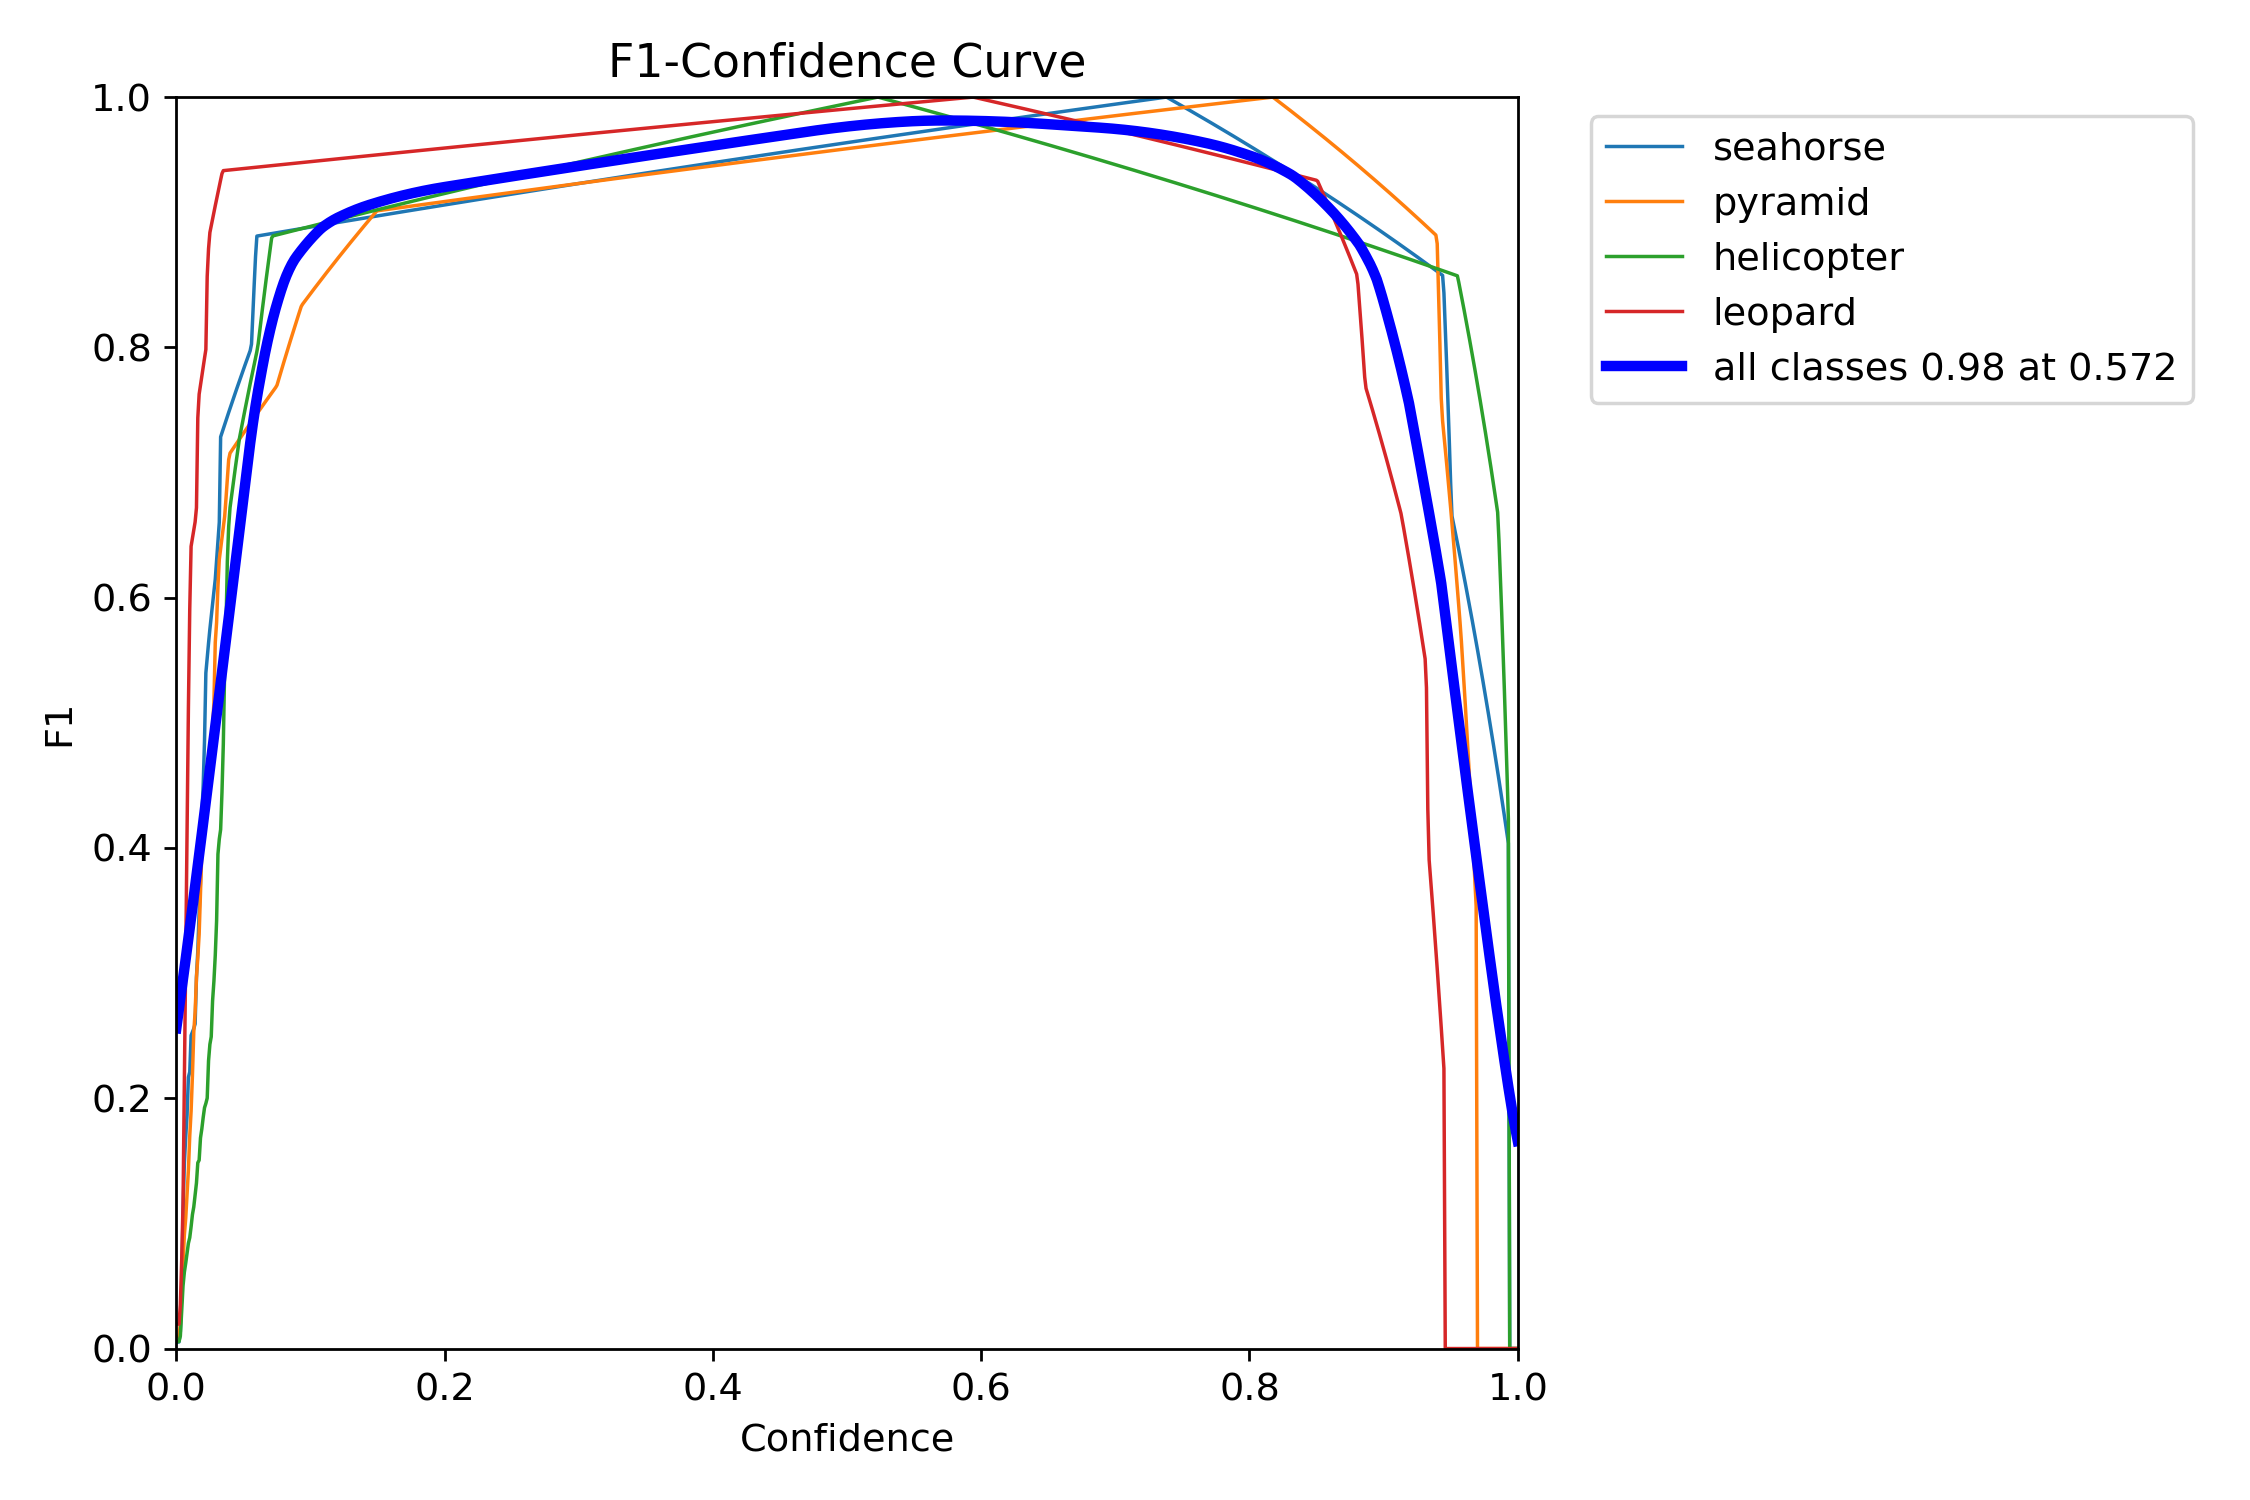 F1-Confidence Curve
1.0
0.8
0.6
0.4
0.2
0.0
F1
0.0 0.2 0.4 0.6 0.8 1.0
Confidence
seahorse
pyramid
helicopter
leopard
all classes 0.98 at 0.572